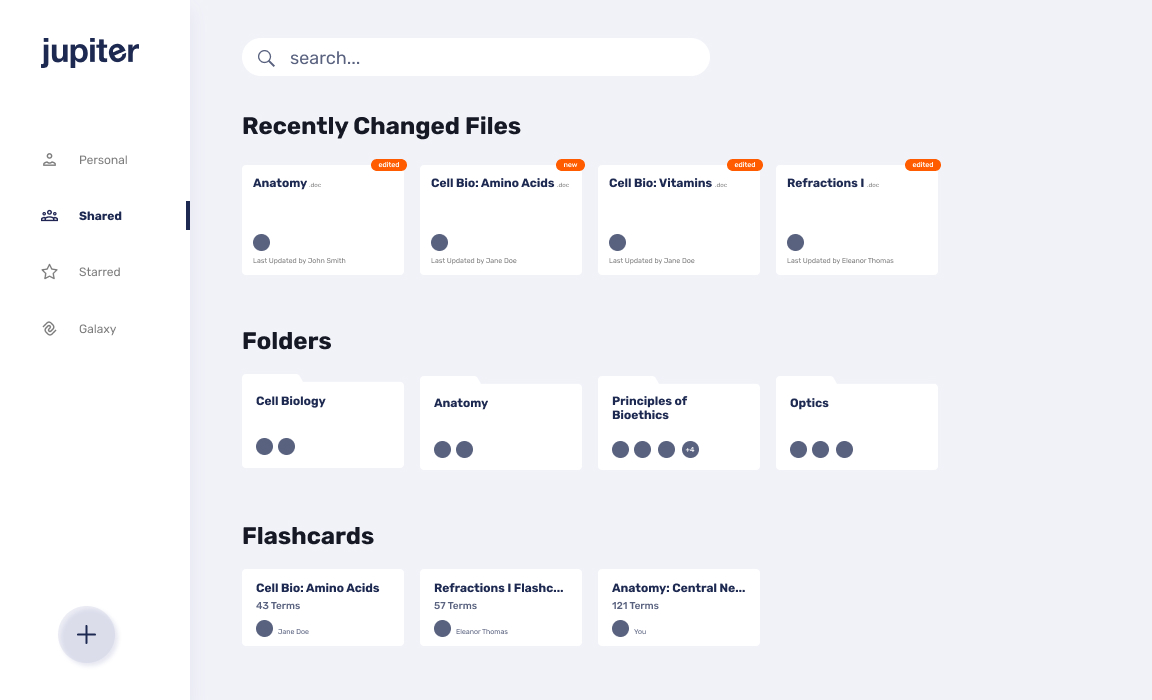 jupiter
Personal
Shared
Starred
Galaxy
search...
Recently Changed Files
edited
Anatomy .doc
Last Updated by John Smith
new
Cell Bio: Amino Acids .doc
Last Updated by Jane Doe
edited
Cell Bio: Vitamins .doc
Last Updated by Jane Doe
edited
Refractions I .doc
Last Updated by Eleanor Thomas
Folders
Cell Biology
Anatomy
Principles of
Bioethics
+4
Optics
Flashcards
Cell Bio: Amino Acids
43 Terms
Jane Doe
Refractions I Flashc...
57 Terms
Eleanor Thomas
Anatomy: Central Ne...
121 Terms
You